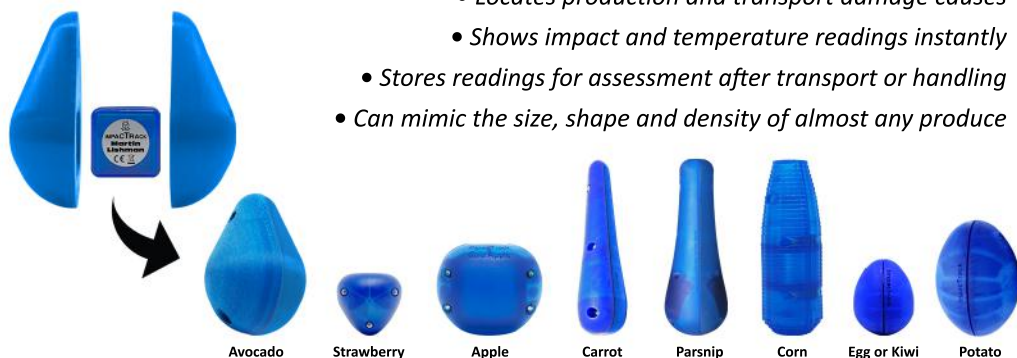 • Locates production and transport damage causes
• Shows impact and temperature readings instantly
• Stores readings for assessment after transport or handling
• Can mimic the size, shape and density of almost any produce
IMPACTRACK
Martin
Lishman
CE
Avocado
Strawberry
Apple
Carrot
Parsnip
Corn
Egg or Kiwi
Potato